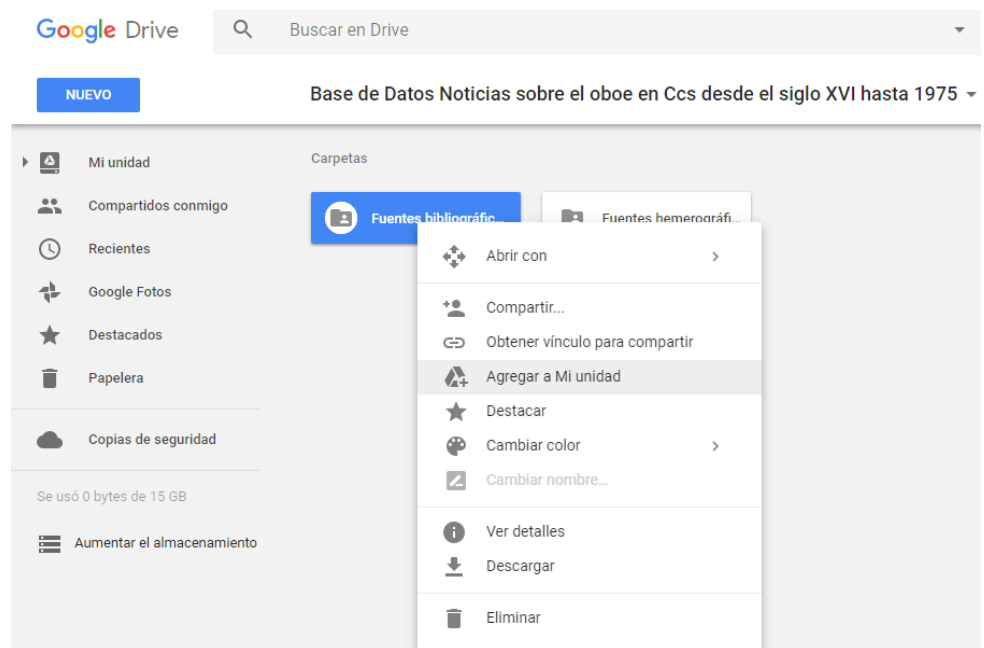 Google Drive
Buscar en Drive
NUEVO
Base de Datos Noticias sobre el oboe en Ccs desde el siglo XVI hasta 1975
Mi unidad
Compartidos conmigo
Recientes
Google Fotos
Destacados
Papelera
Copias de seguridad
Se usó 0 bytes de 15 GB
Aumentar el almacenamiento
Carpetas
Fuentes bibliográfic...
Fuentes hemerográfi...
Abrir con
Compartir...
Obtener vínculo para compartir
Agregar a Mi unidad
Destacar
Cambiar color
Cambiar nombre...
Ver detalles
Descargar
Eliminar